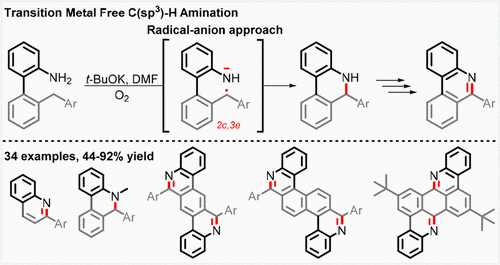 Transition Metal Free C(sp³)-H Amination
Radical-anion approach
NH₂
Ar
t-BuOK, DMF
O₂
NH
Ar
2c,3e
NH
Ar
N
Ar
34 examples, 44-92% yield
N
Ar
N
Ar
N
Ar
Ar
N
N
Ar
Ar
N
N
N